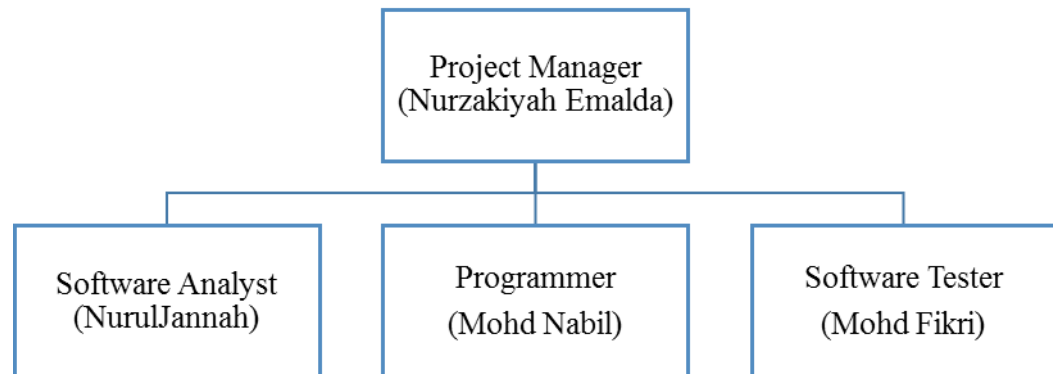 Project Manager
(Nurzakiyah Emalda)
Software Analyst
(NurulJannah)
Programmer
(Mohd Nabil)
Software Tester
(Mohd Fikri)